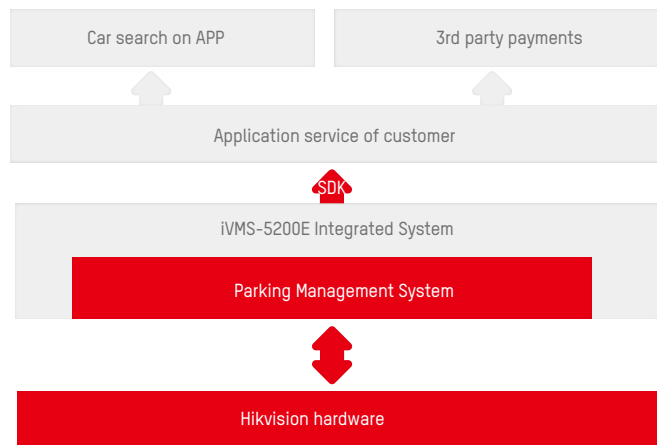 Car search on APP
3rd party payments
Application service of customer
SDK
iVMS-5200E Integrated System
Parking Management System
Hikvision hardware